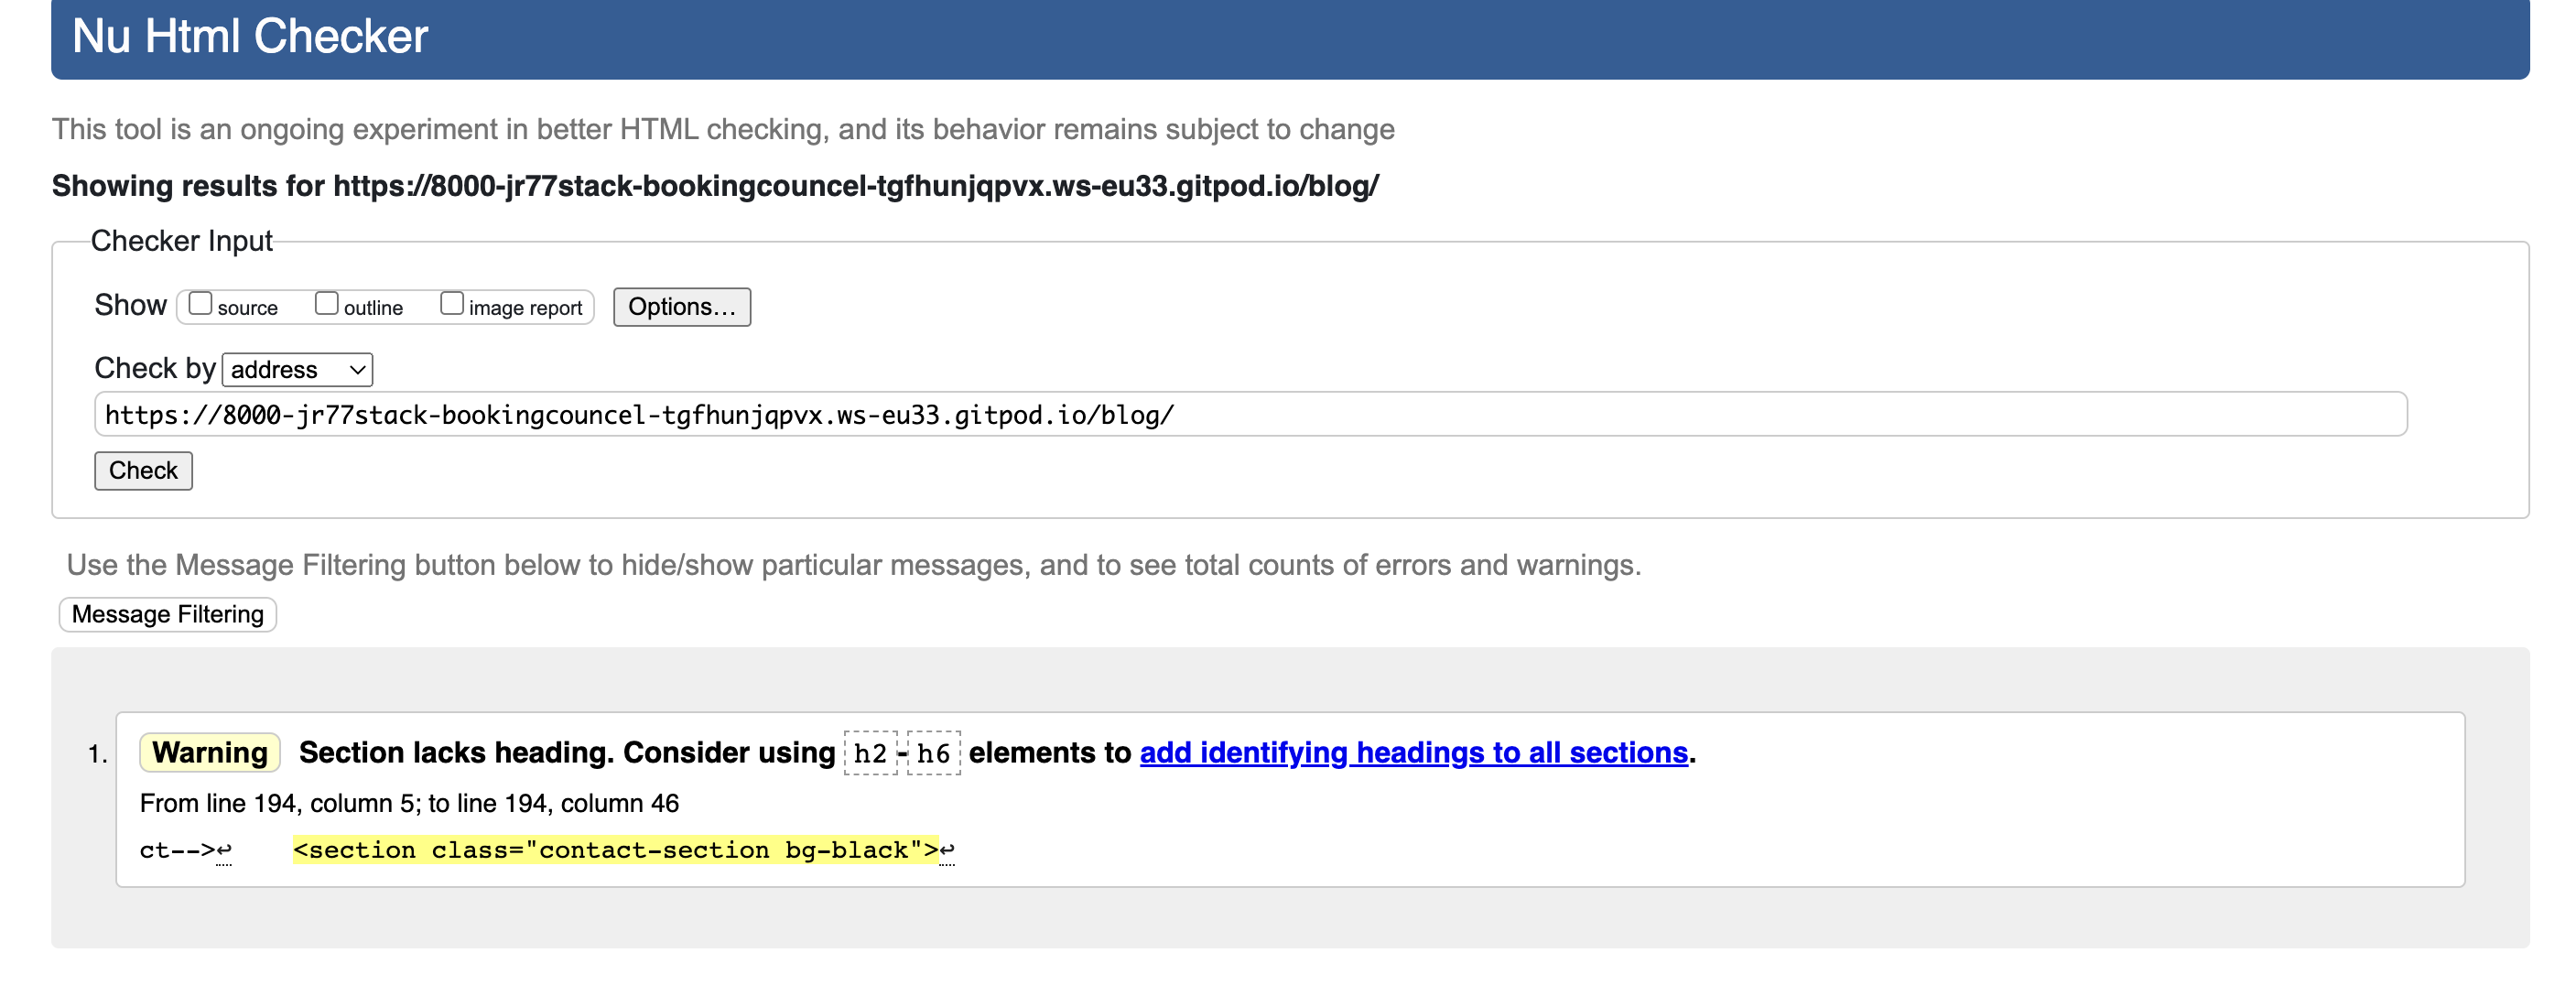 Nu Html Checker
This tool is an ongoing experiment in better HTML checking, and its behavior remains subject to change
Showing results for https://8000-jr77stack-bookingcouncel-tgfhunjqpvx.ws-eu33.gitpod.io/blog/
Checker Input
Show source outline image report Options...
Check by address
https://8000-jr77stack-bookingcouncel-tgfhunjqpvx.ws-eu33.gitpod.io/blog/
Check
Use the Message Filtering button below to hide/show particular messages, and to see total counts of errors and warnings.
Message Filtering
1. Warning Section lacks heading. Consider using h2-h6 elements to add identifying headings to all sections.
From line 194, column 5; to line 194, column 46
ct-->↩ <section class="contact-section bg-black">↩